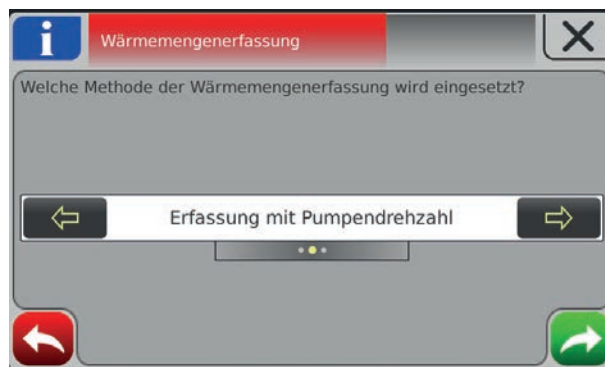 Wärmemengenerfassung
Welche Methode der Wärmemengenerfassung wird eingesetzt?
Erfassung mit Pumpendrehzahl